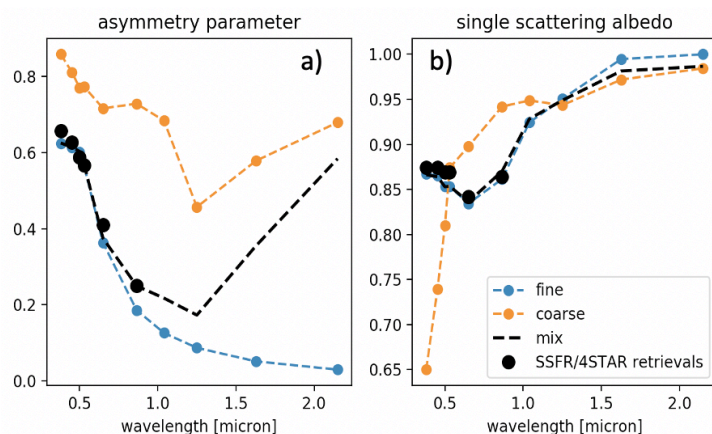 asymmetry parameter
a)
0.8
0.6
0.4
0.2
0.0
0.5 1.0 1.5 2.0
wavelength [micron]
single scattering albedo
b)
1.00
0.95
0.90
0.85
0.80
0.75
0.70
0.65
fine
coarse
mix
SSFR/4STAR retrievals
0.5 1.0 1.5 2.0
wavelength [micron]